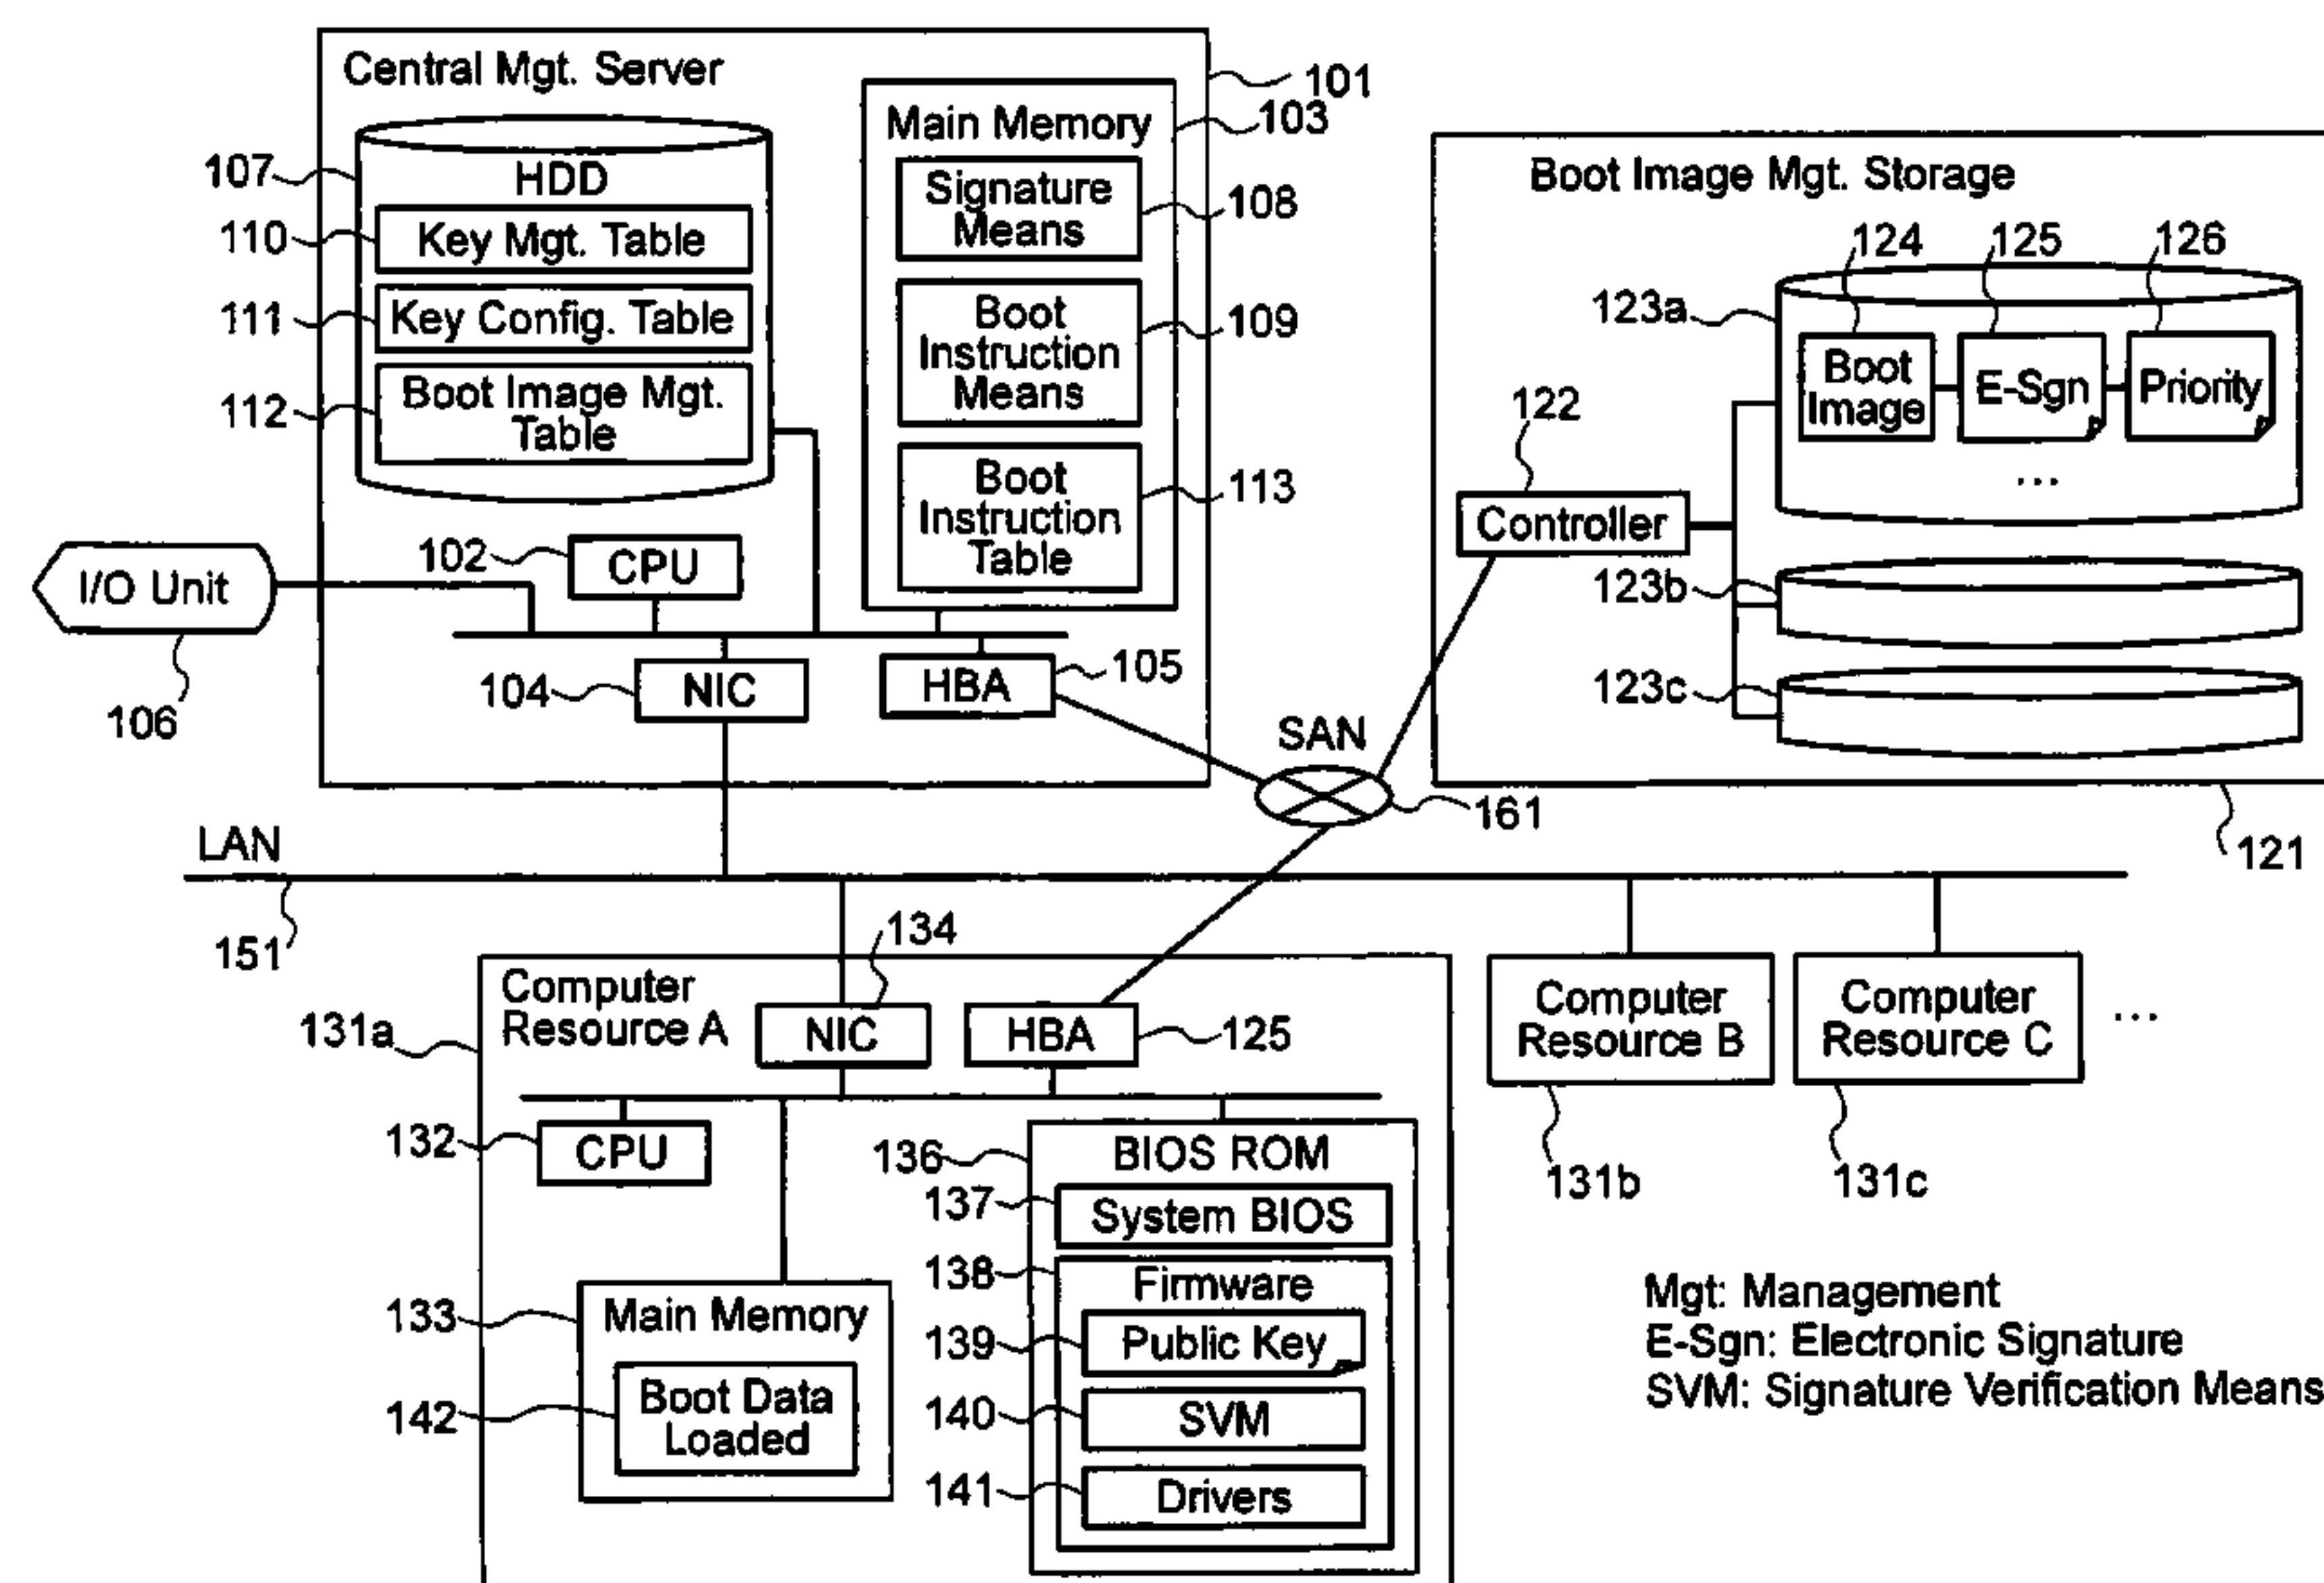 Central Mgt. Server
101
Main Memory
103
107
HDD
110
Key Mgt. Table
111
Key Config. Table
112
Boot Image Mgt.
Table
Signature
Means
108
Boot
Instruction
Means
109
Boot
Instruction
Table
113
I/O Unit
106
102
CPU
104
NIC
HBA
105
Boot Image Mgt. Storage
124
125
126
123a
Boot
Image
E-Sgn
Priority
...
122
Controller
123b
123c
121
SAN
161
LAN
151
Computer
Resource A
131a
134
NIC
HBA
125
132
CPU
133
Main Memory
142
Boot Data
Loaded
136
BIOS ROM
137
System BIOS
138
Firmware
139
Public Key
140
SVM
141
Drivers
Computer
Resource B
131b
Computer
Resource C
131c
...
Mgt: Management
E-Sgn: Electronic Signature
SVM: Signature Verification Means